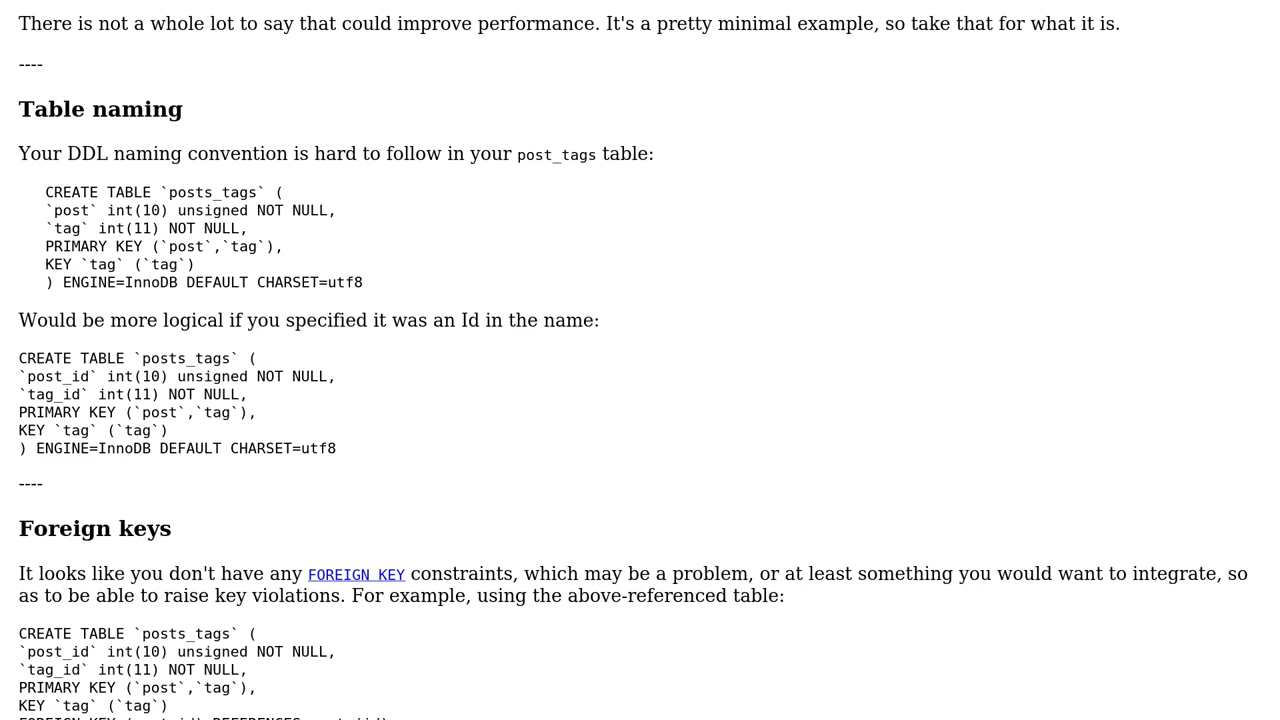 There is not a whole lot to say that could improve performance. It's a pretty minimal example, so take that for what it is.
----
Table naming
Your DDL naming convention is hard to follow in your post_tags table:
CREATE TABLE `posts_tags` (
`post` int(10) unsigned NOT NULL,
`tag` int(11) NOT NULL,
PRIMARY KEY (`post`,`tag`),
KEY `tag` (`tag`)
) ENGINE=InnoDB DEFAULT CHARSET=utf8
Would be more logical if you specified it was an Id in the name:
CREATE TABLE `posts_tags` (
`post_id` int(10) unsigned NOT NULL,
`tag_id` int(11) NOT NULL,
PRIMARY KEY (`post`,`tag`),
KEY `tag` (`tag`)
) ENGINE=InnoDB DEFAULT CHARSET=utf8
----
Foreign keys
It looks like you don't have any FOREIGN KEY constraints, which may be a problem, or at least something you would want to integrate, so
as to be able to raise key violations. For example, using the above-referenced table:
CREATE TABLE `posts_tags` (
`post_id` int(10) unsigned NOT NULL,
`tag_id` int(11) NOT NULL,
PRIMARY KEY (`post`,`tag`),
KEY `tag` (`tag`)